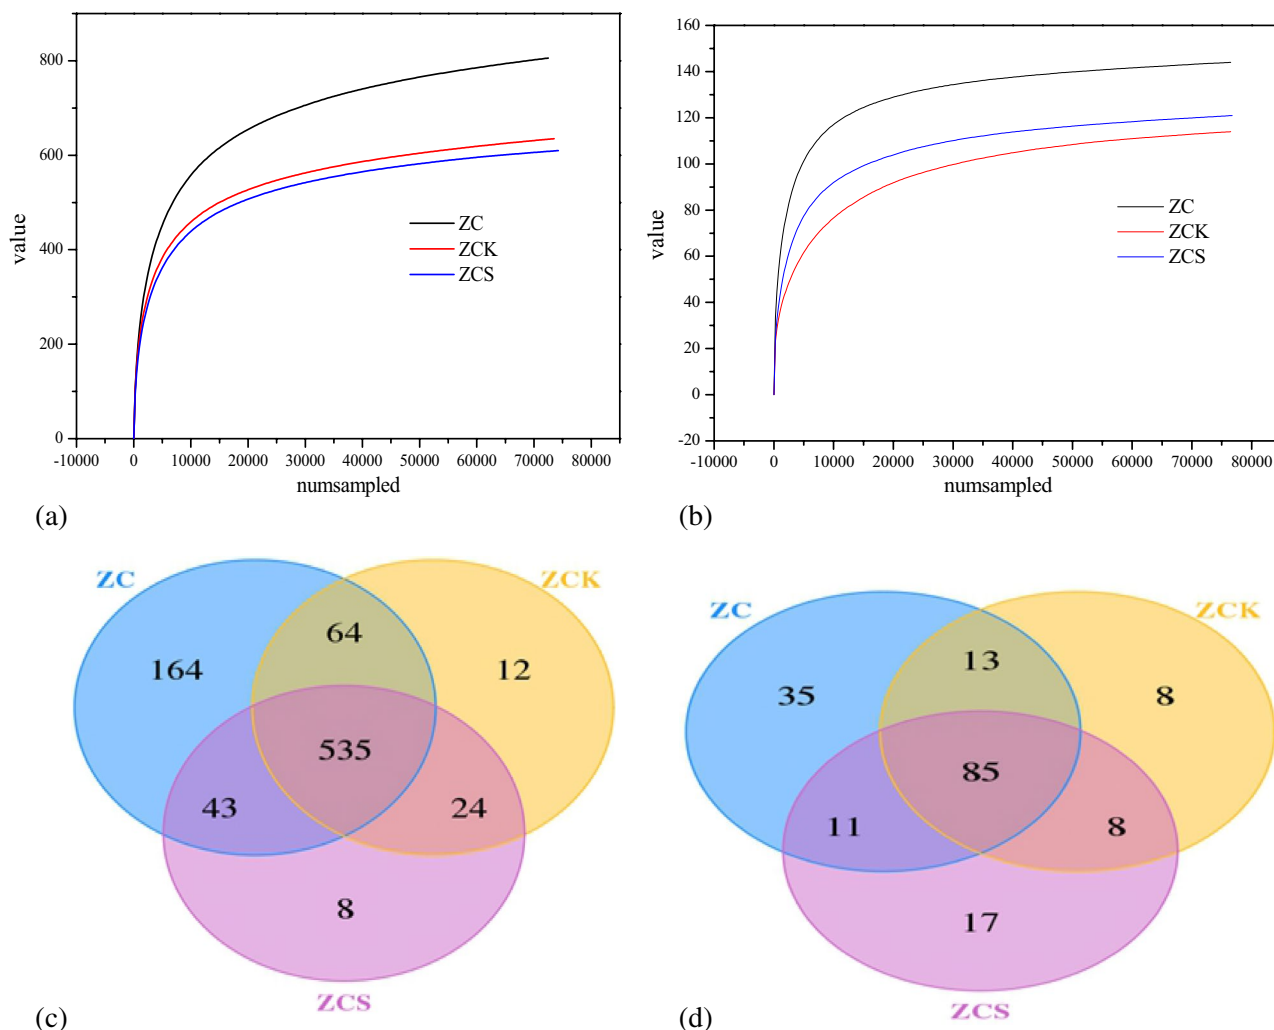 800
600
400
200
0
value
ZC
ZCK
ZCS
-10000 0 10000 20000 30000 40000 50000 60000 70000 80000
numsampled
(a)
160
140
120
100
80
60
40
20
0
-20
value
ZC
ZCK
ZCS
-10000 0 10000 20000 30000 40000 50000 60000 70000 80000
numsampled
(b)
ZC
ZCK
64
164
12
535
43
24
8
ZCS
(c)
ZC
ZCK
13
35
8
85
11
8
17
ZCS
(d)